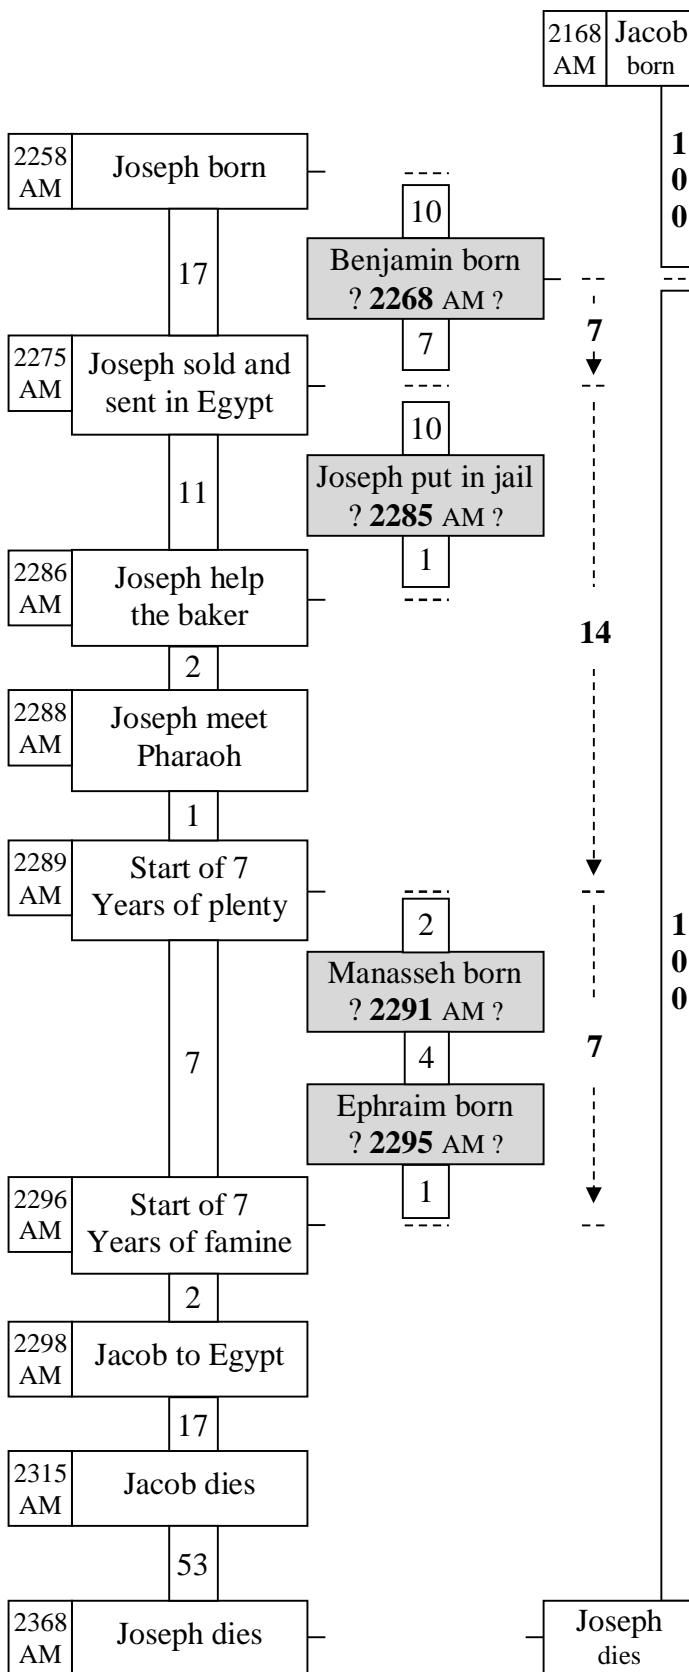 2168
AM
Jacob
born
1
0
0
2258
AM
Joseph born
10
17
Benjamin born
? 2268 AM ?
7
7
2275
AM
Joseph sold and
sent in Egypt
10
11
Joseph put in jail
? 2285 AM ?
1
2286
AM
Joseph help
the baker
14
2
2288
AM
Joseph meet
Pharaoh
1
2289
AM
Start of 7
Years of plenty
2
1
0
0
Manasseh born
? 2291 AM ?
7
4
7
Ephraim born
? 2295 AM ?
1
2296
AM
Start of 7
Years of famine
2
2298
AM
Jacob to Egypt
17
2315
AM
Jacob dies
53
2368
AM
Joseph dies
Joseph
dies